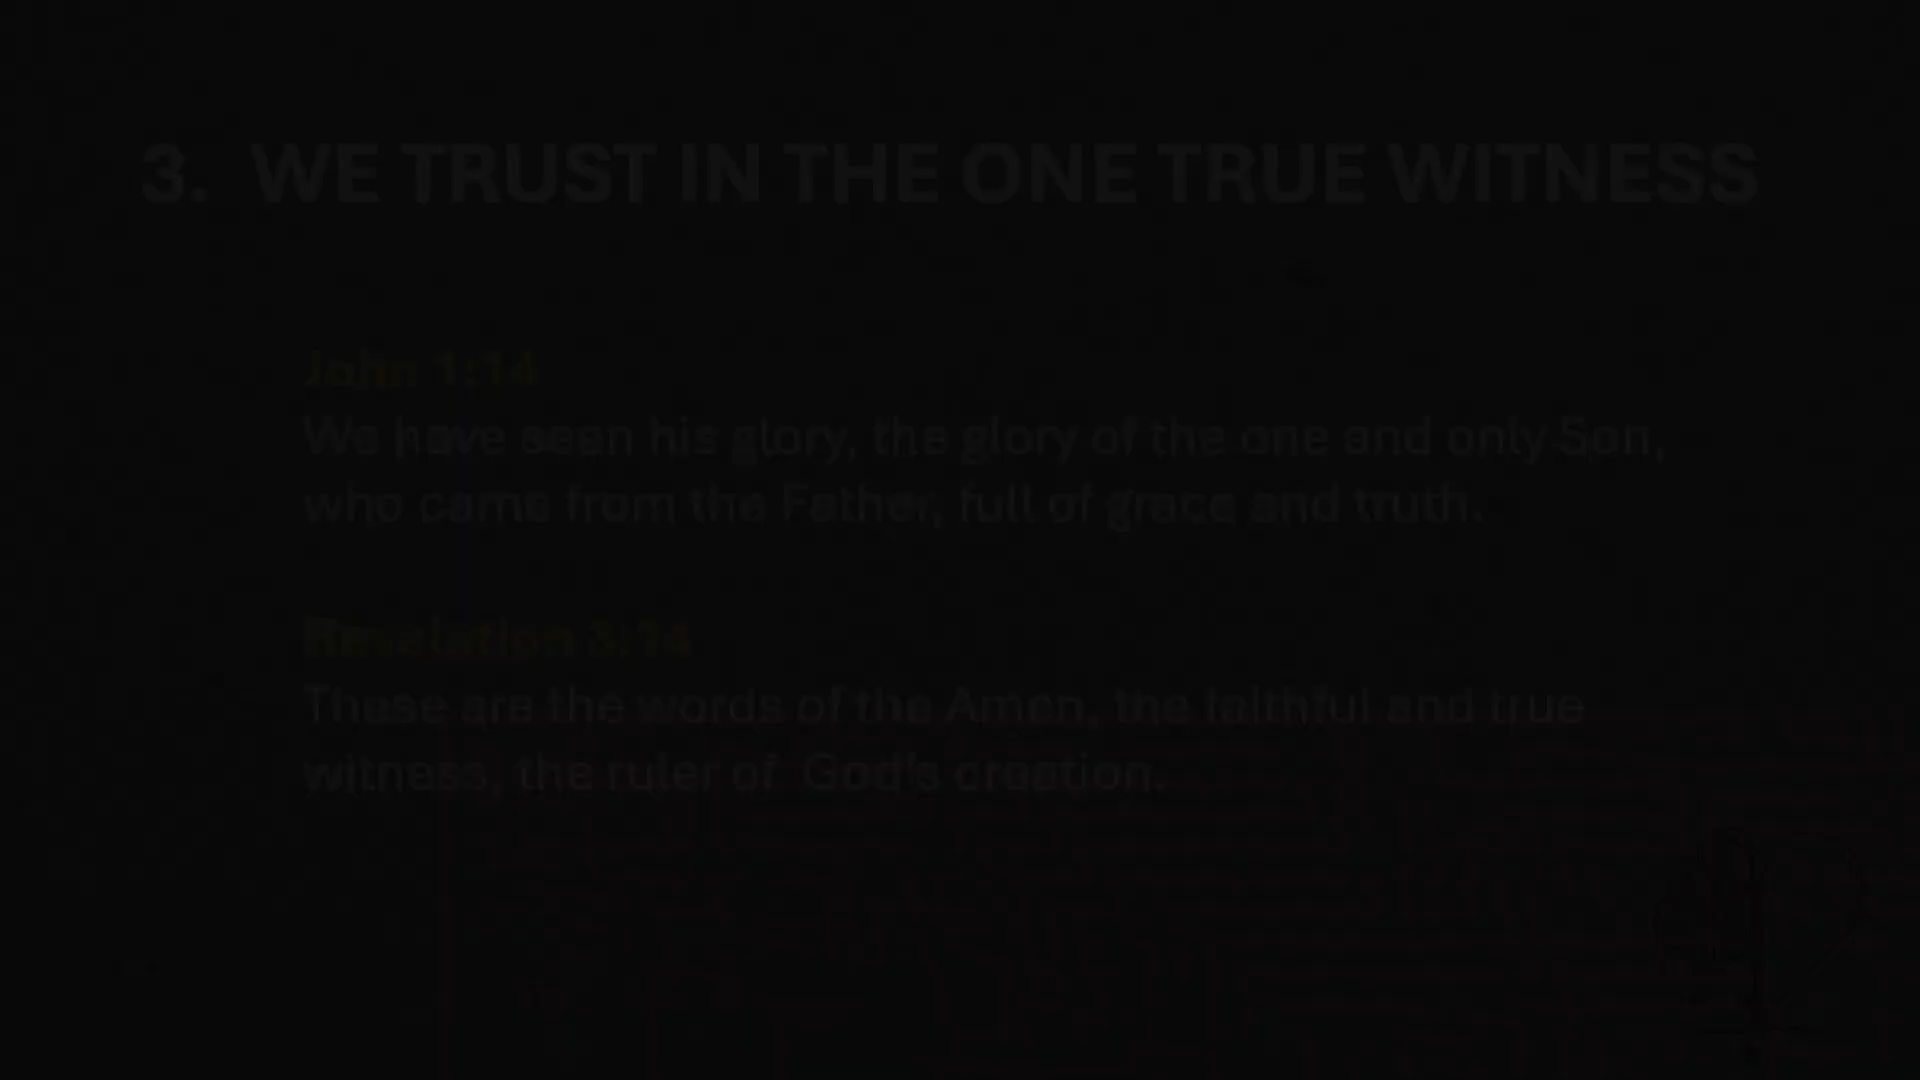 3. WE TRUST IN THE ONE TRUE WITNESS
John 1:14
We have seen his glory, the glory of the one and only Son,
who came from the Father, full of grace and truth.
Revelation 3:14
These are the words of the Amen, the faithful and true
witness, the ruler of God's creation.